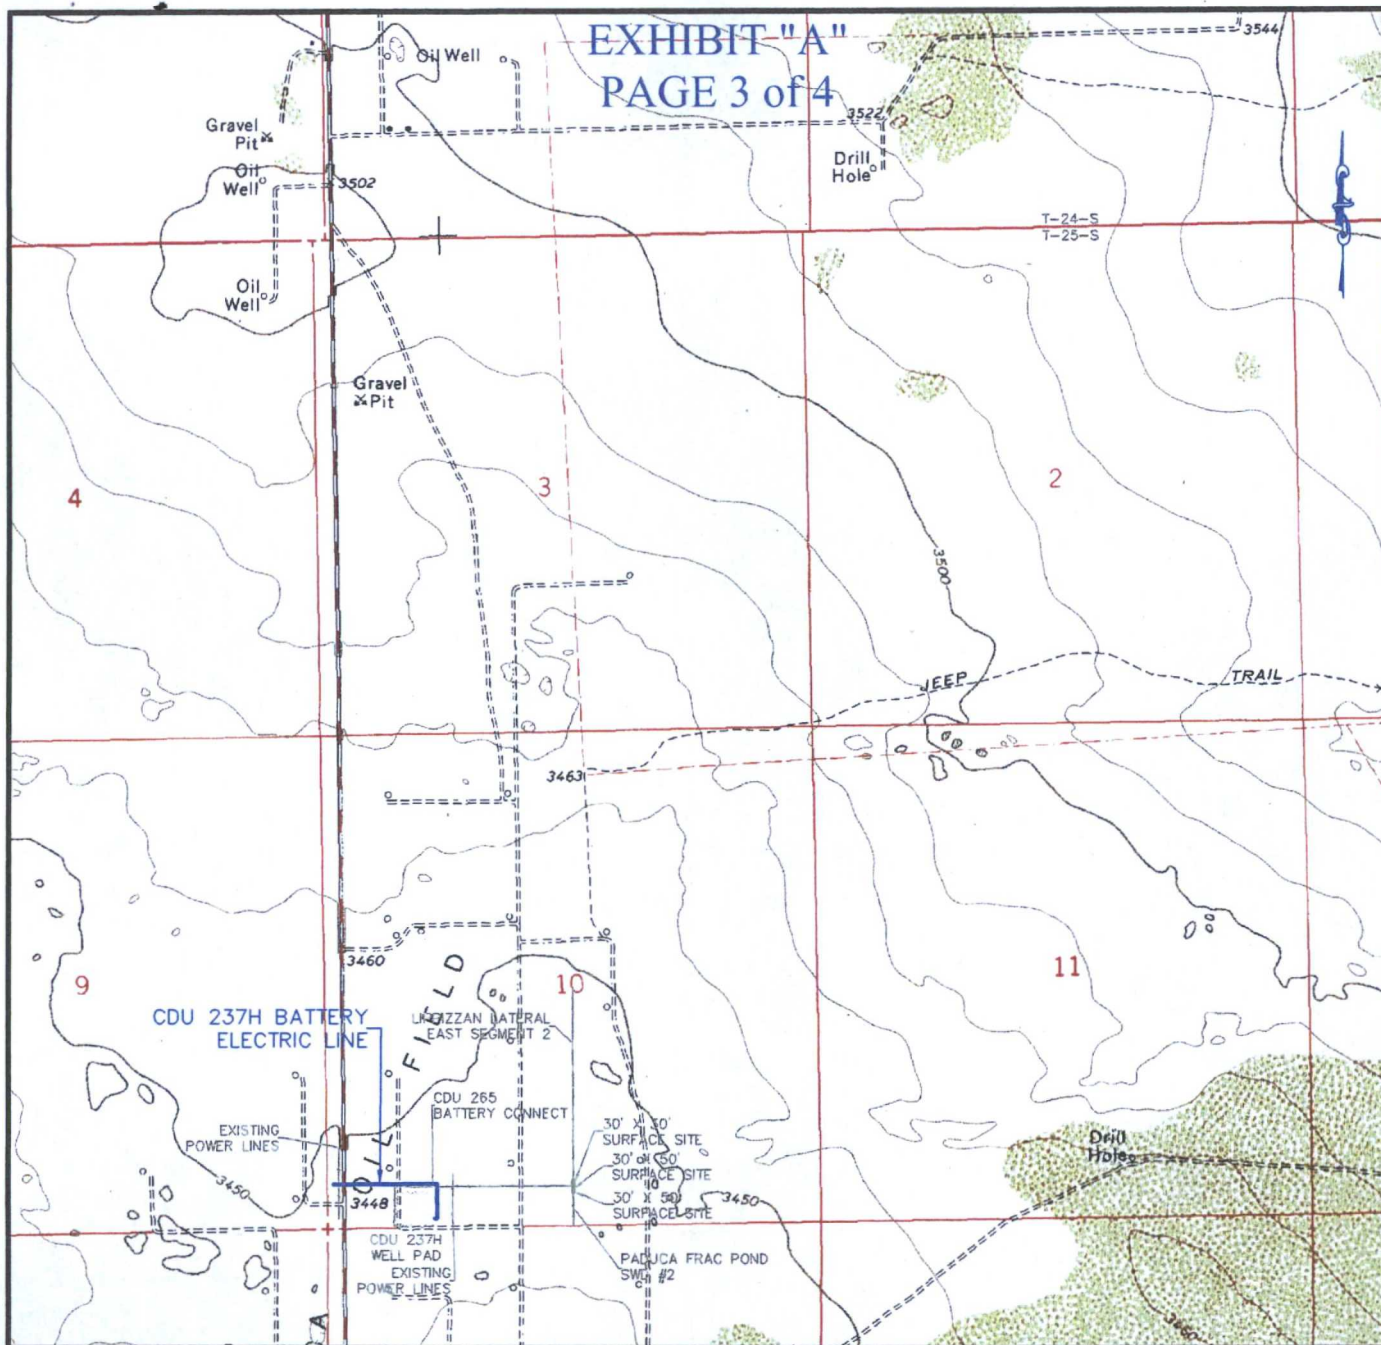 EXHIBIT "A"
PAGE 3 of 4
3544
Oil Well
3522
Gravel
Pit
Drill
Hole
Oil
Well
3502
T-24-S
T-25-S
Oil
Well
Gravel
Pit
4
3
2
3500
JEEP
TRAIL
3463
3460
9
10
11
OIL FIELD
CDU 237H BATTERY
ELECTRIC LINE
LATERAL
EAST SEGMENT 2
CDU 265
BATTERY CONNECT
EXISTING
POWER LINES
30' X 50'
SURFACE SITE
30' X 50'
SURFACE SITE
30' X 50'
SURFACE SITE
Drill
Hole
3450
3448
3450
CDU 237H
WELL PAD
EXISTING
POWER LINES
PADUCA FRAC POND
SWD #2
A
3460